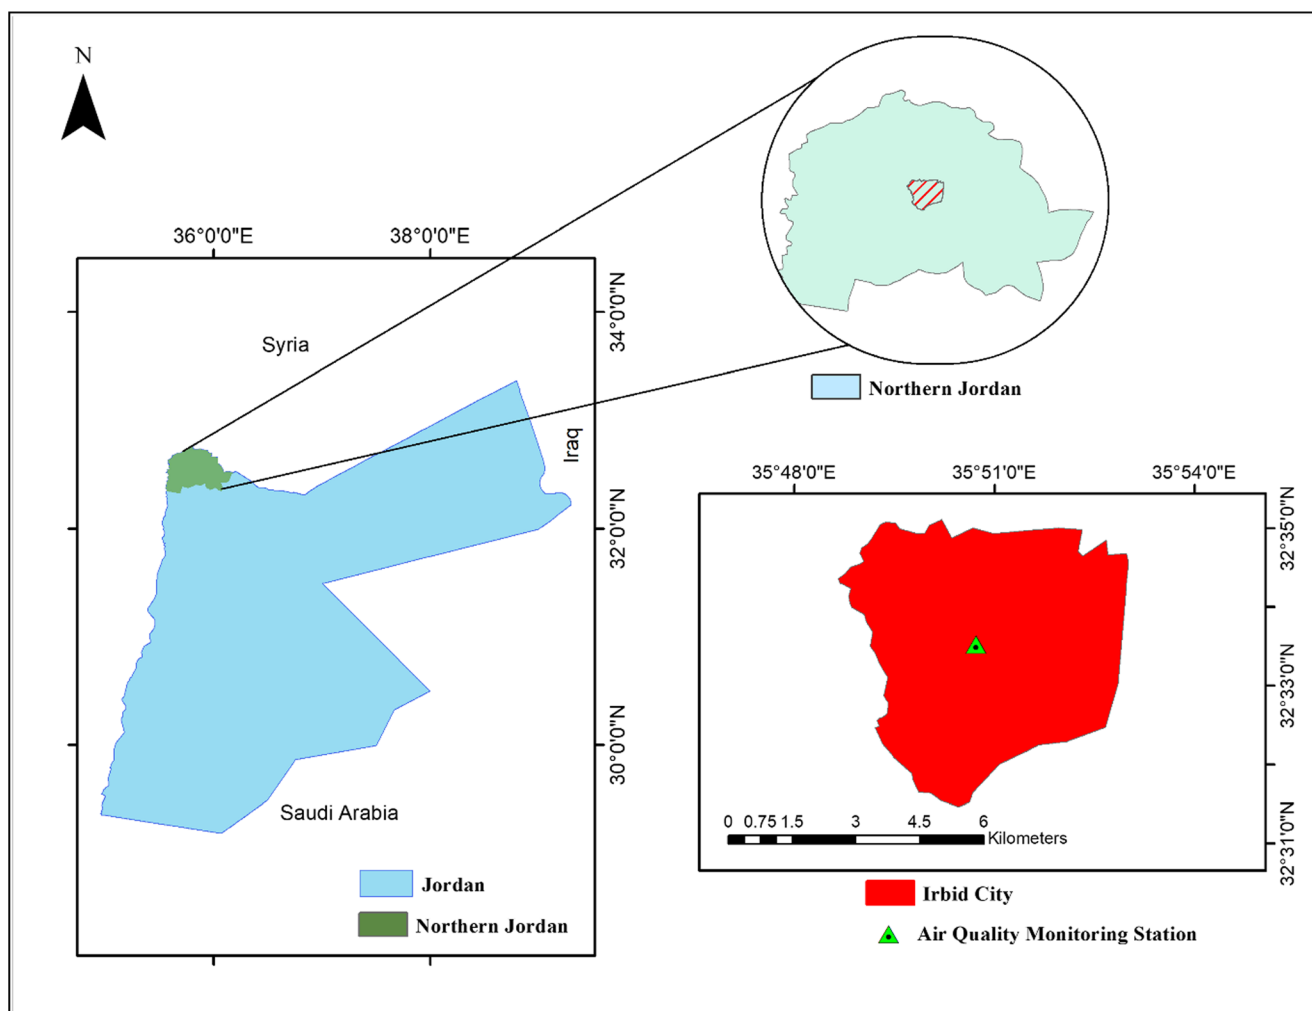 N
36°0'0"E
38°0'0"E
34°0'0"N
32°0'0"N
30°0'0"N
Syria
Iraq
Saudi Arabia
Jordan
Northern Jordan
Northern Jordan
35°48'0"E
35°51'0"E
35°54'0"E
32°35'0"N
32°33'0"N
32°31'0"N
0 0.75 1.5 3 4.5 6
Kilometers
Irbid City
Air Quality Monitoring Station